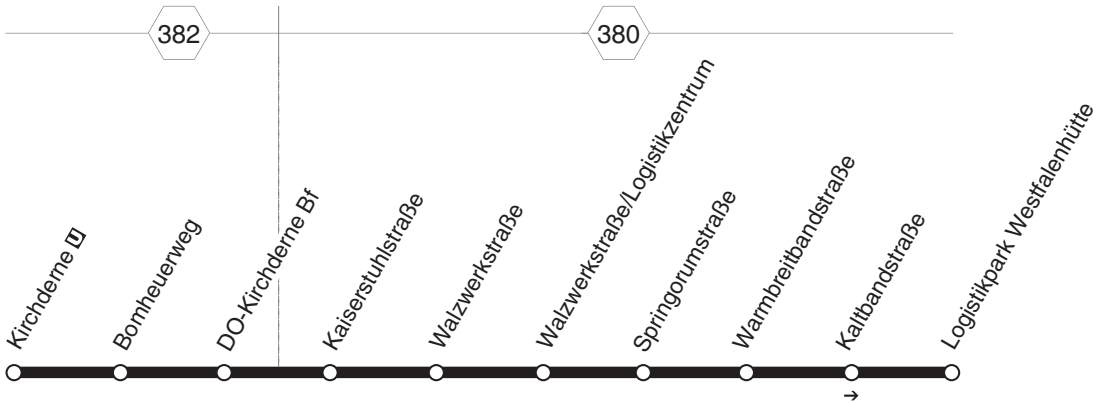 382
380
Kirchderne U
Bomheuerweg
DO-Kirchderne Bf
Kaiserstuhlstraße
Walzwerkstraße
Walzwerkstraße/Logistikzentrum
Springorumstraße
Warmbreitbandstraße
Kaltbandstraße
Logistikpark Westfalenhütte
→